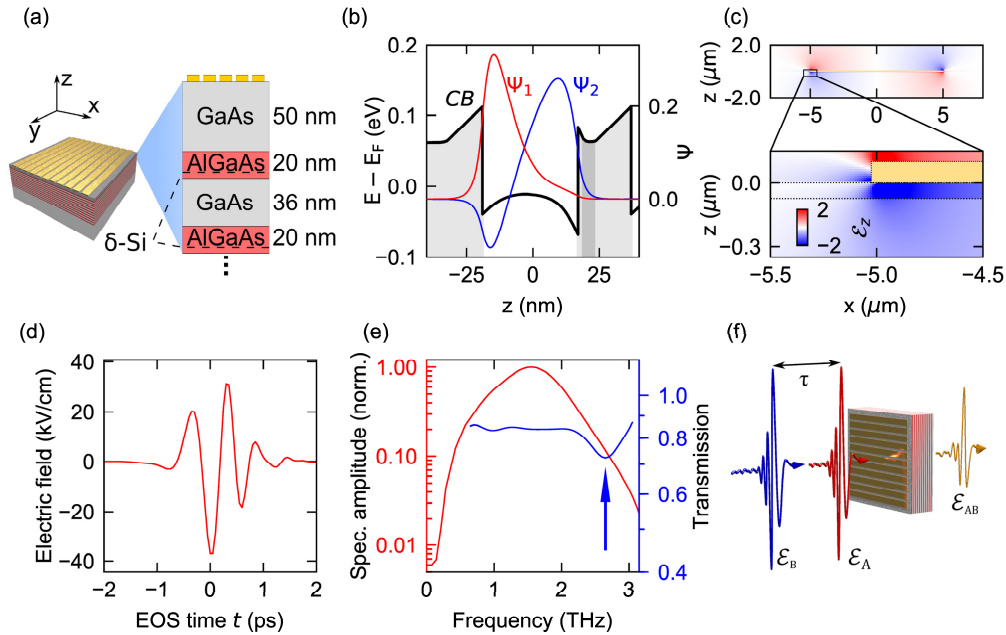 (a)
z
x
y
GaAs
50 nm
AlGaAs
20 nm
GaAs
36 nm
δ-Si
AlGaAs
20 nm
(b)
0.2
0.1
0.0
−0.1
E − E_F (eV)
CB
Ψ₁
Ψ₂
0.2
0.1
0.0
Ψ
−25
0
25
z (nm)
(c)
2.0
−2.0
z (μm)
−5
0
5
0.0
−0.3
z (μm)
2
−2
ℰ_z
−5.5
−5.0
−4.5
x (μm)
(d)
40
20
0
−20
−40
Electric field (kV/cm)
−2
−1
0
1
2
EOS time t (ps)
(e)
1.00
0.10
0.01
Spec. amplitude (norm.)
1.0
0.8
0.6
0.4
Transmission
0
1
2
3
Frequency (THz)
(f)
τ
ℰ_B
ℰ_A
ℰ_AB